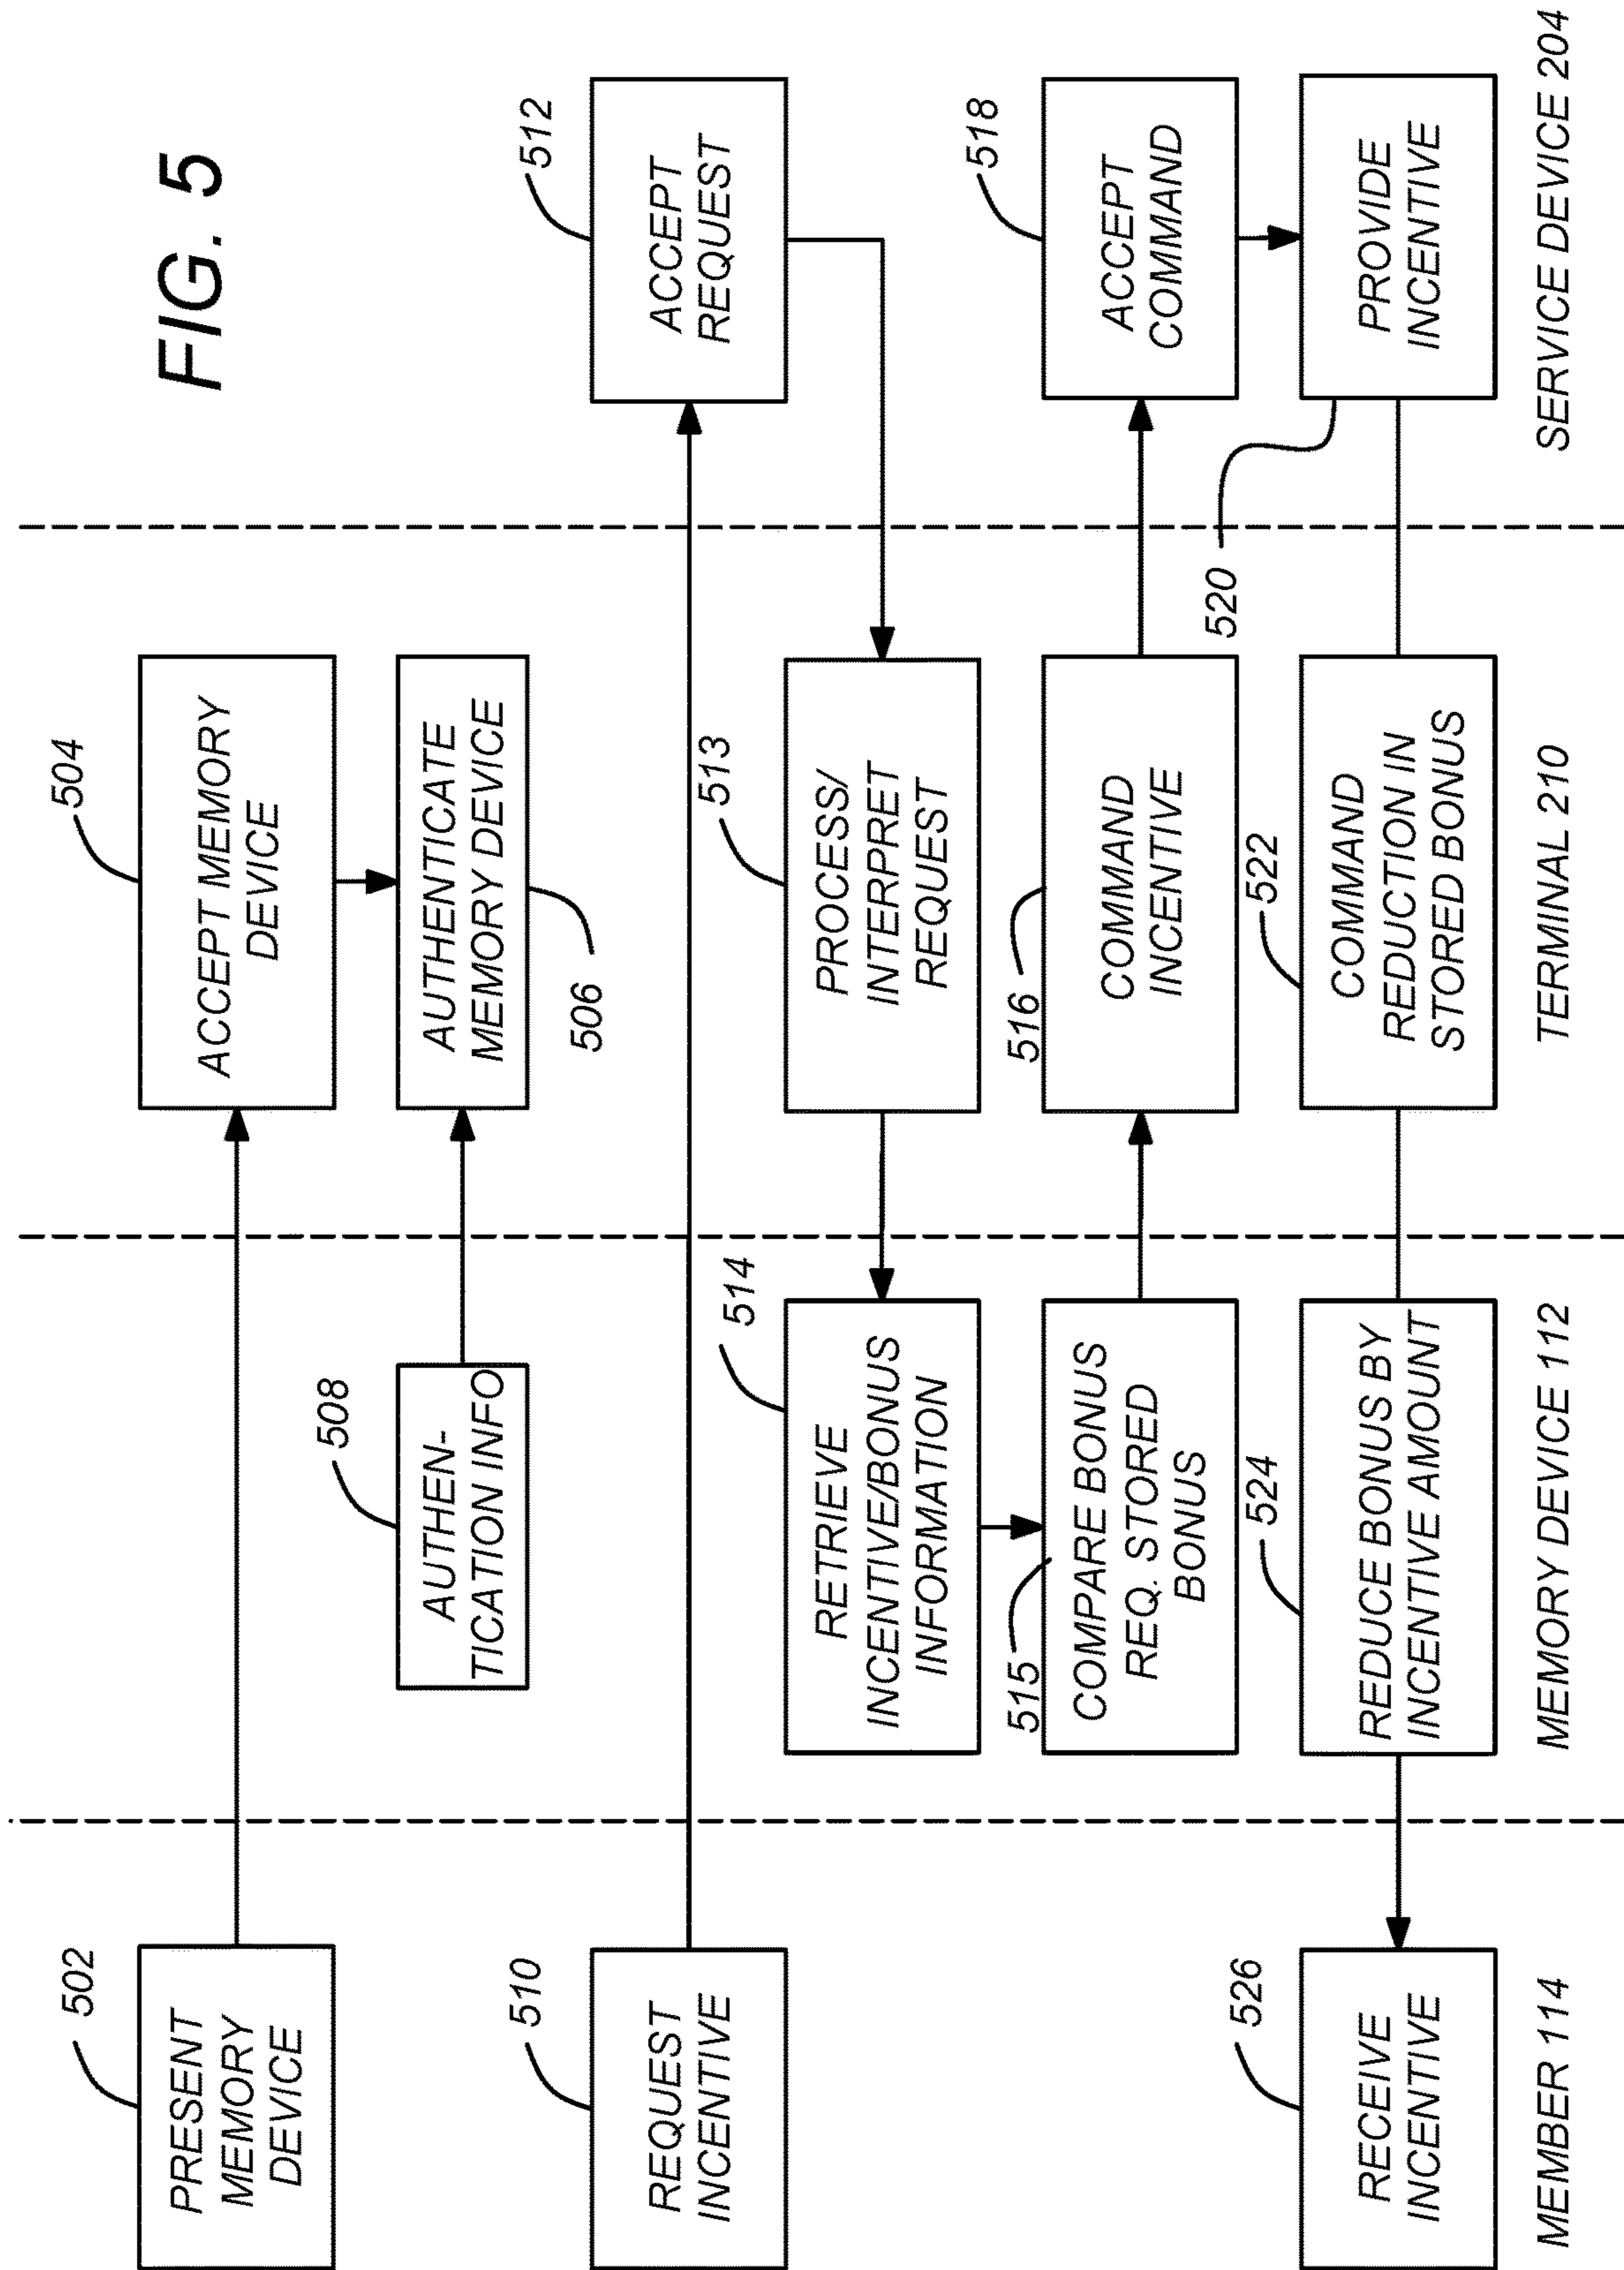 FIG. 5
502
PRESENT
MEMORY
DEVICE
504
ACCEPT MEMORY
DEVICE
508
AUTHEN-
TICATION INFO
AUTHENTICATE
MEMORY DEVICE
506
510
REQUEST
INCENTIVE
512
ACCEPT
REQUEST
514
RETRIEVE
INCENTIVE/BONUS
INFORMATION
513
PROCESS/
INTERPRET
REQUEST
515
COMPARE BONUS
REQ. STORED
BONUS
516
COMMAND
INCENTIVE
518
ACCEPT
COMMAND
526
RECEIVE
INCENTIVE
524
REDUCE BONUS BY
INCENTIVE AMOUNT
522
COMMAND
REDUCTION IN
STORED BONUS
520
PROVIDE
INCENTIVE
MEMBER 114
MEMORY DEVICE 112
TERMINAL 210
SERVICE DEVICE 204